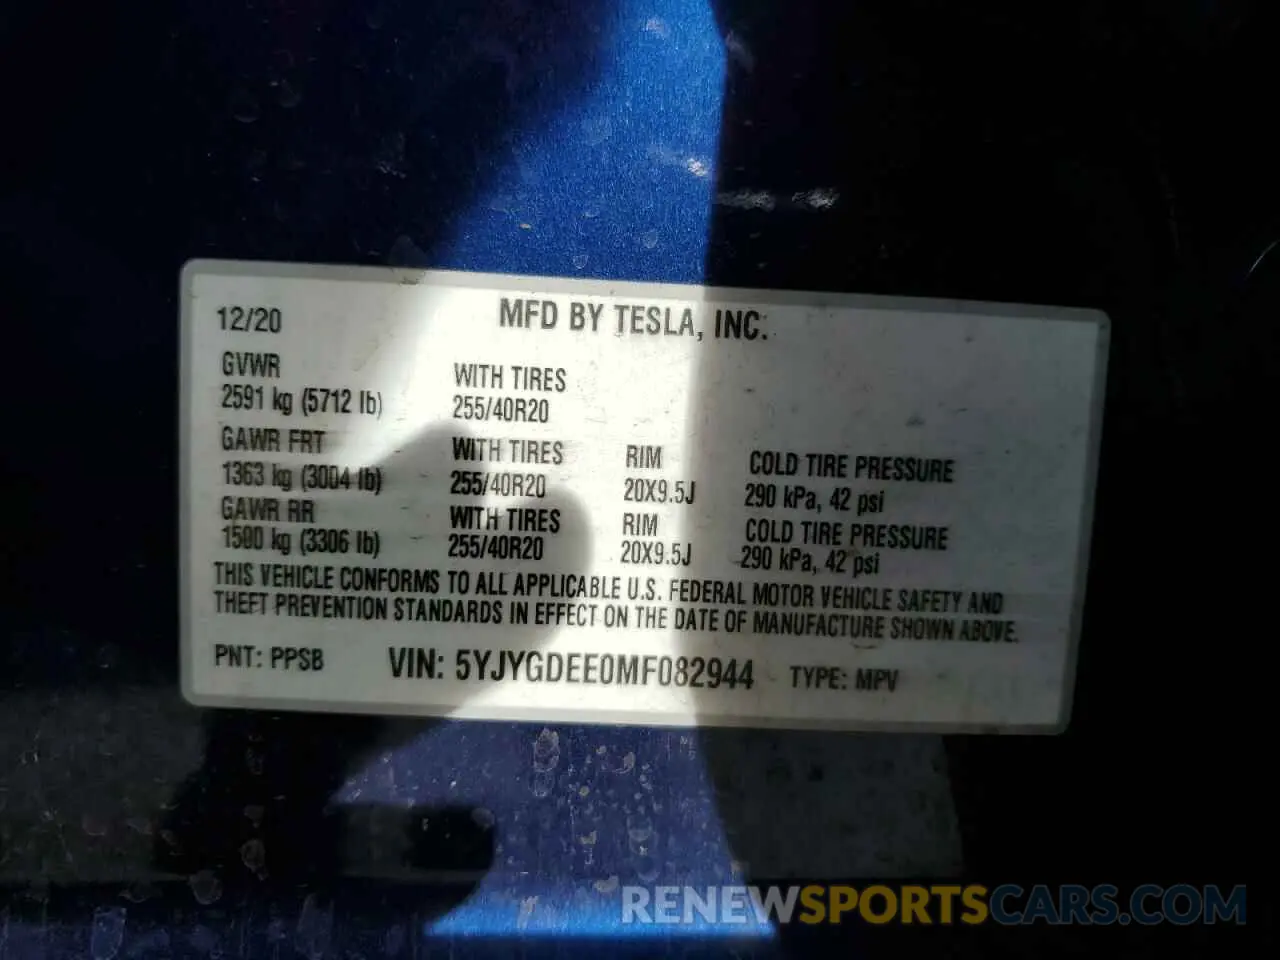 12/20 MFD BY TESLA, INC.
GVWR
2591 kg (5712 lb)
WITH TIRES
255/40R20
GAWR FRT
1363 kg (3004 lb)
WITH TIRES
255/40R20
RIM
20X9.5J
COLD TIRE PRESSURE
290 kPa, 42 psi
GAWR RR
1500 kg (3306 lb)
WITH TIRES
255/40R20
RIM
20X9.5J
COLD TIRE PRESSURE
290 kPa, 42 psi
THIS VEHICLE CONFORMS TO ALL APPLICABLE U.S. FEDERAL MOTOR VEHICLE SAFETY AND
THEFT PREVENTION STANDARDS IN EFFECT ON THE DATE OF MANUFACTURE SHOWN ABOVE.
PNT: PPSB VIN: 5YJYGDEE0MF082944 TYPE: MPV
RENEWSPORTSCARS.COM